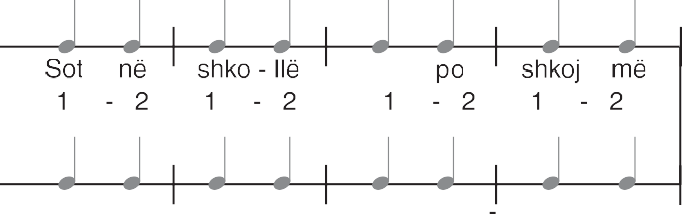 Sot në shko - llë po shkoj më
1 - 2 1 - 2 1 - 2 1 - 2